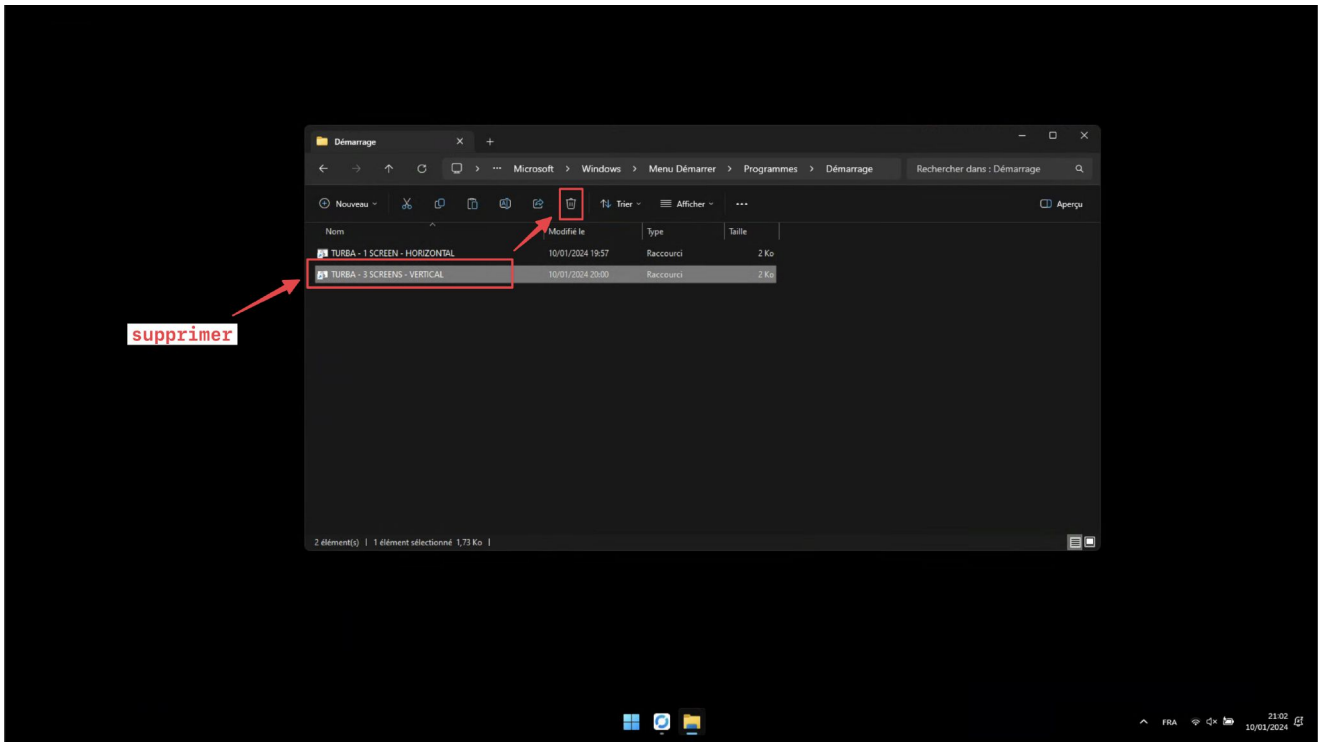 Démarrage
Microsoft > Windows > Menu Démarrer > Programmes > Démarrage Rechercher dans : Démarrage
Nouveau Trier Afficher ... Aperçu
Nom Modifié le Type Taille
TURBA - 1 SCREEN - HORIZONTAL 10/01/2024 19:57 Raccourci 2 Ko
TURBA - 3 SCREENS - VERTICAL 10/01/2024 20:00 Raccourci 2 Ko
supprimer
2 élément(s) | 1 élément sélectionné 1,73 Ko |
FRA
21:02
10/01/2024